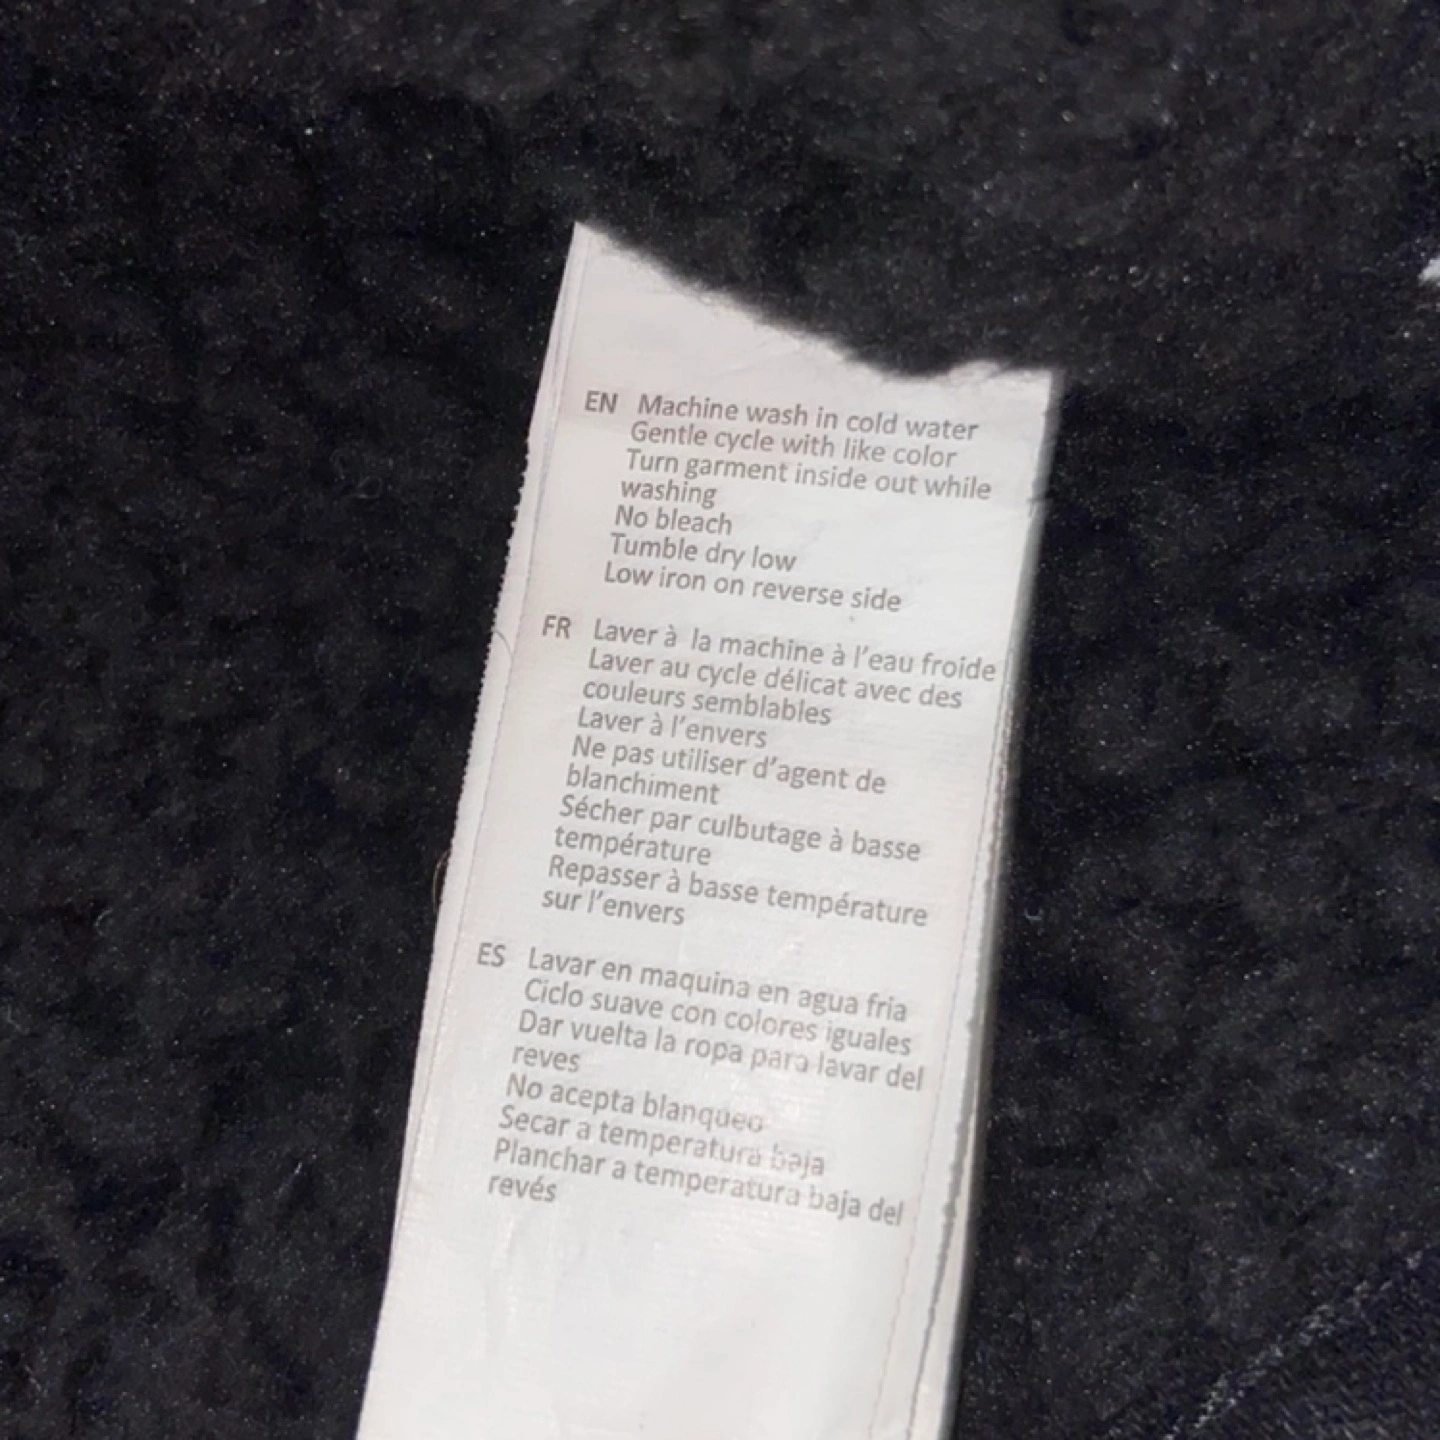 EN Machine wash in cold water
Gentle cycle with like color
Turn garment inside out while
washing
No bleach
Tumble dry low
Low iron on reverse side
FR Laver à la machine à l'eau froide
Laver au cycle délicat avec des
couleurs semblables
Laver à l'envers
Ne pas utiliser d'agent de
blanchiment
Sécher par culbutage à basse
température
Repasser à basse température
sur l'envers
ES Lavar en maquina en agua fria
Ciclo suave con colores iguales
Dar vuelta la ropa para lavar del
reves
No acepta blanqueo
Secar a temperatura baja
Planchar a temperatura baja del
revés